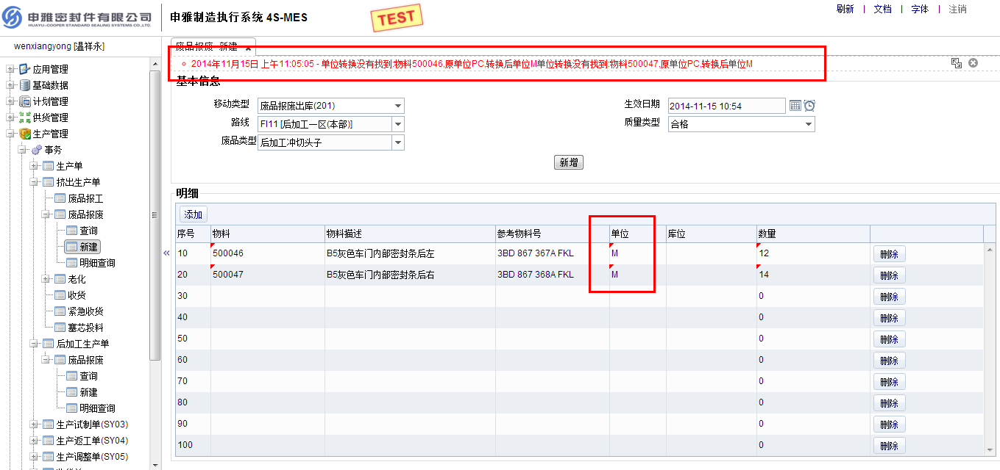 申雅密封件有限公司
HUAYU-COOPER STANDARD SEALING SYSTEMS CO.,LTD.
申雅制造执行系统 4S-MES
TEST
刷新 | 文档 | 字体 | 注销
wenxiangyong [温祥永]
应用管理
基础数据
计划管理
供货管理
生产管理
事务
生产单
挤出生产单
废品报工
废品报废
查询
新建
明细查询
老化
收货
紧急收货
塞芯投料
后加工生产单
废品报废
查询
新建
明细查询
生产试制单(SY03)
生产返工单(SY04)
生产调整单(SY05)
废品报废-新建
2014年11月15日 上午11:05:05 - 单位转换没有找到:物料500046,原单位PC,转换后单位M单位转换没有找到:物料500047,原单位PC,转换后单位M
基本信息
移动类型 废品报废出库(201) 生效日期 2014-11-15 10:54
路线 FI11 [后加工一区(本部)] 质量类型 合格
废品类型 后加工冲切头子
新增
明细
添加
序号 物料 物料描述 参考物料号 单位 库位 数量
10 500046 B5灰色车门内部密封条后左 3BD 867 367A FKL M 12 删除
20 500047 B5灰色车门内部密封条后右 3BD 867 368A FKL M 14 删除
30 0 删除
40 0 删除
50 0 删除
60 0 删除
70 0 删除
80 0 删除
90 0 删除
100 0 删除